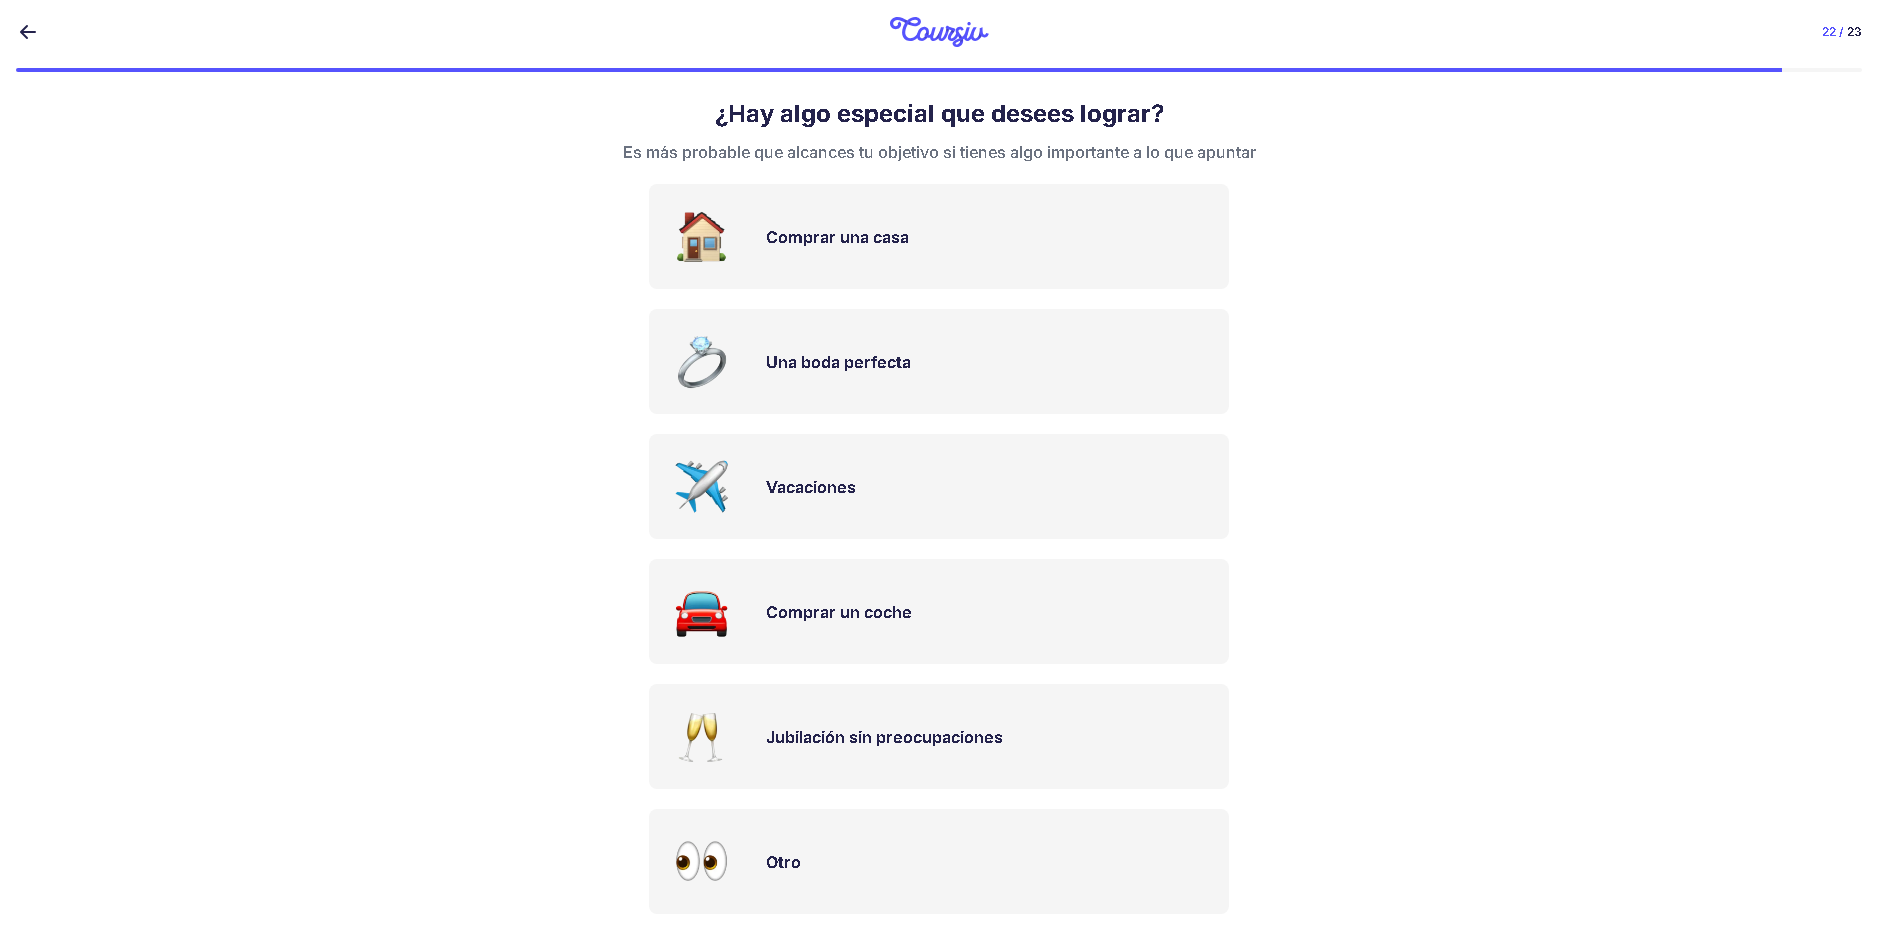 Coursiv
22 / 23
¿Hay algo especial que desees lograr?
Es más probable que alcances tu objetivo si tienes algo importante a lo que apuntar
Comprar una casa
Una boda perfecta
Vacaciones
Comprar un coche
Jubilación sin preocupaciones
Otro